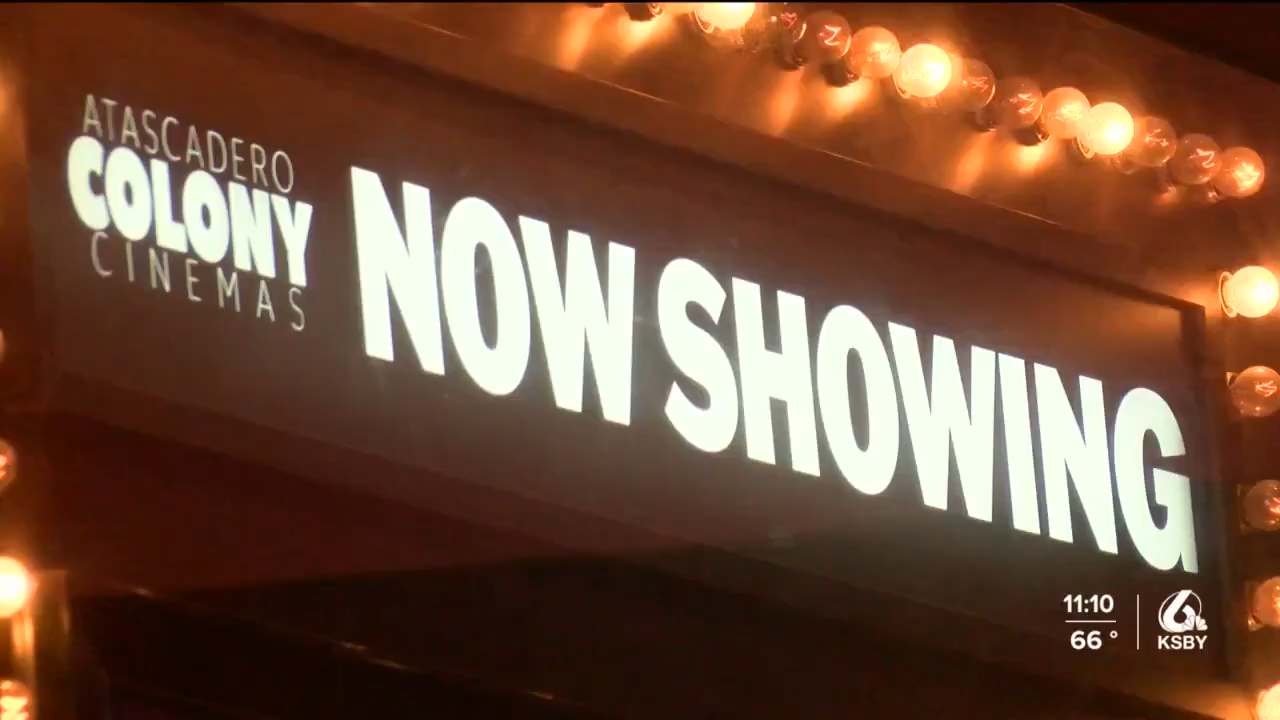 ATASCADERO
COLONY
CINEMAS
NOW SHOWING
11:10
66°
6
KSBY